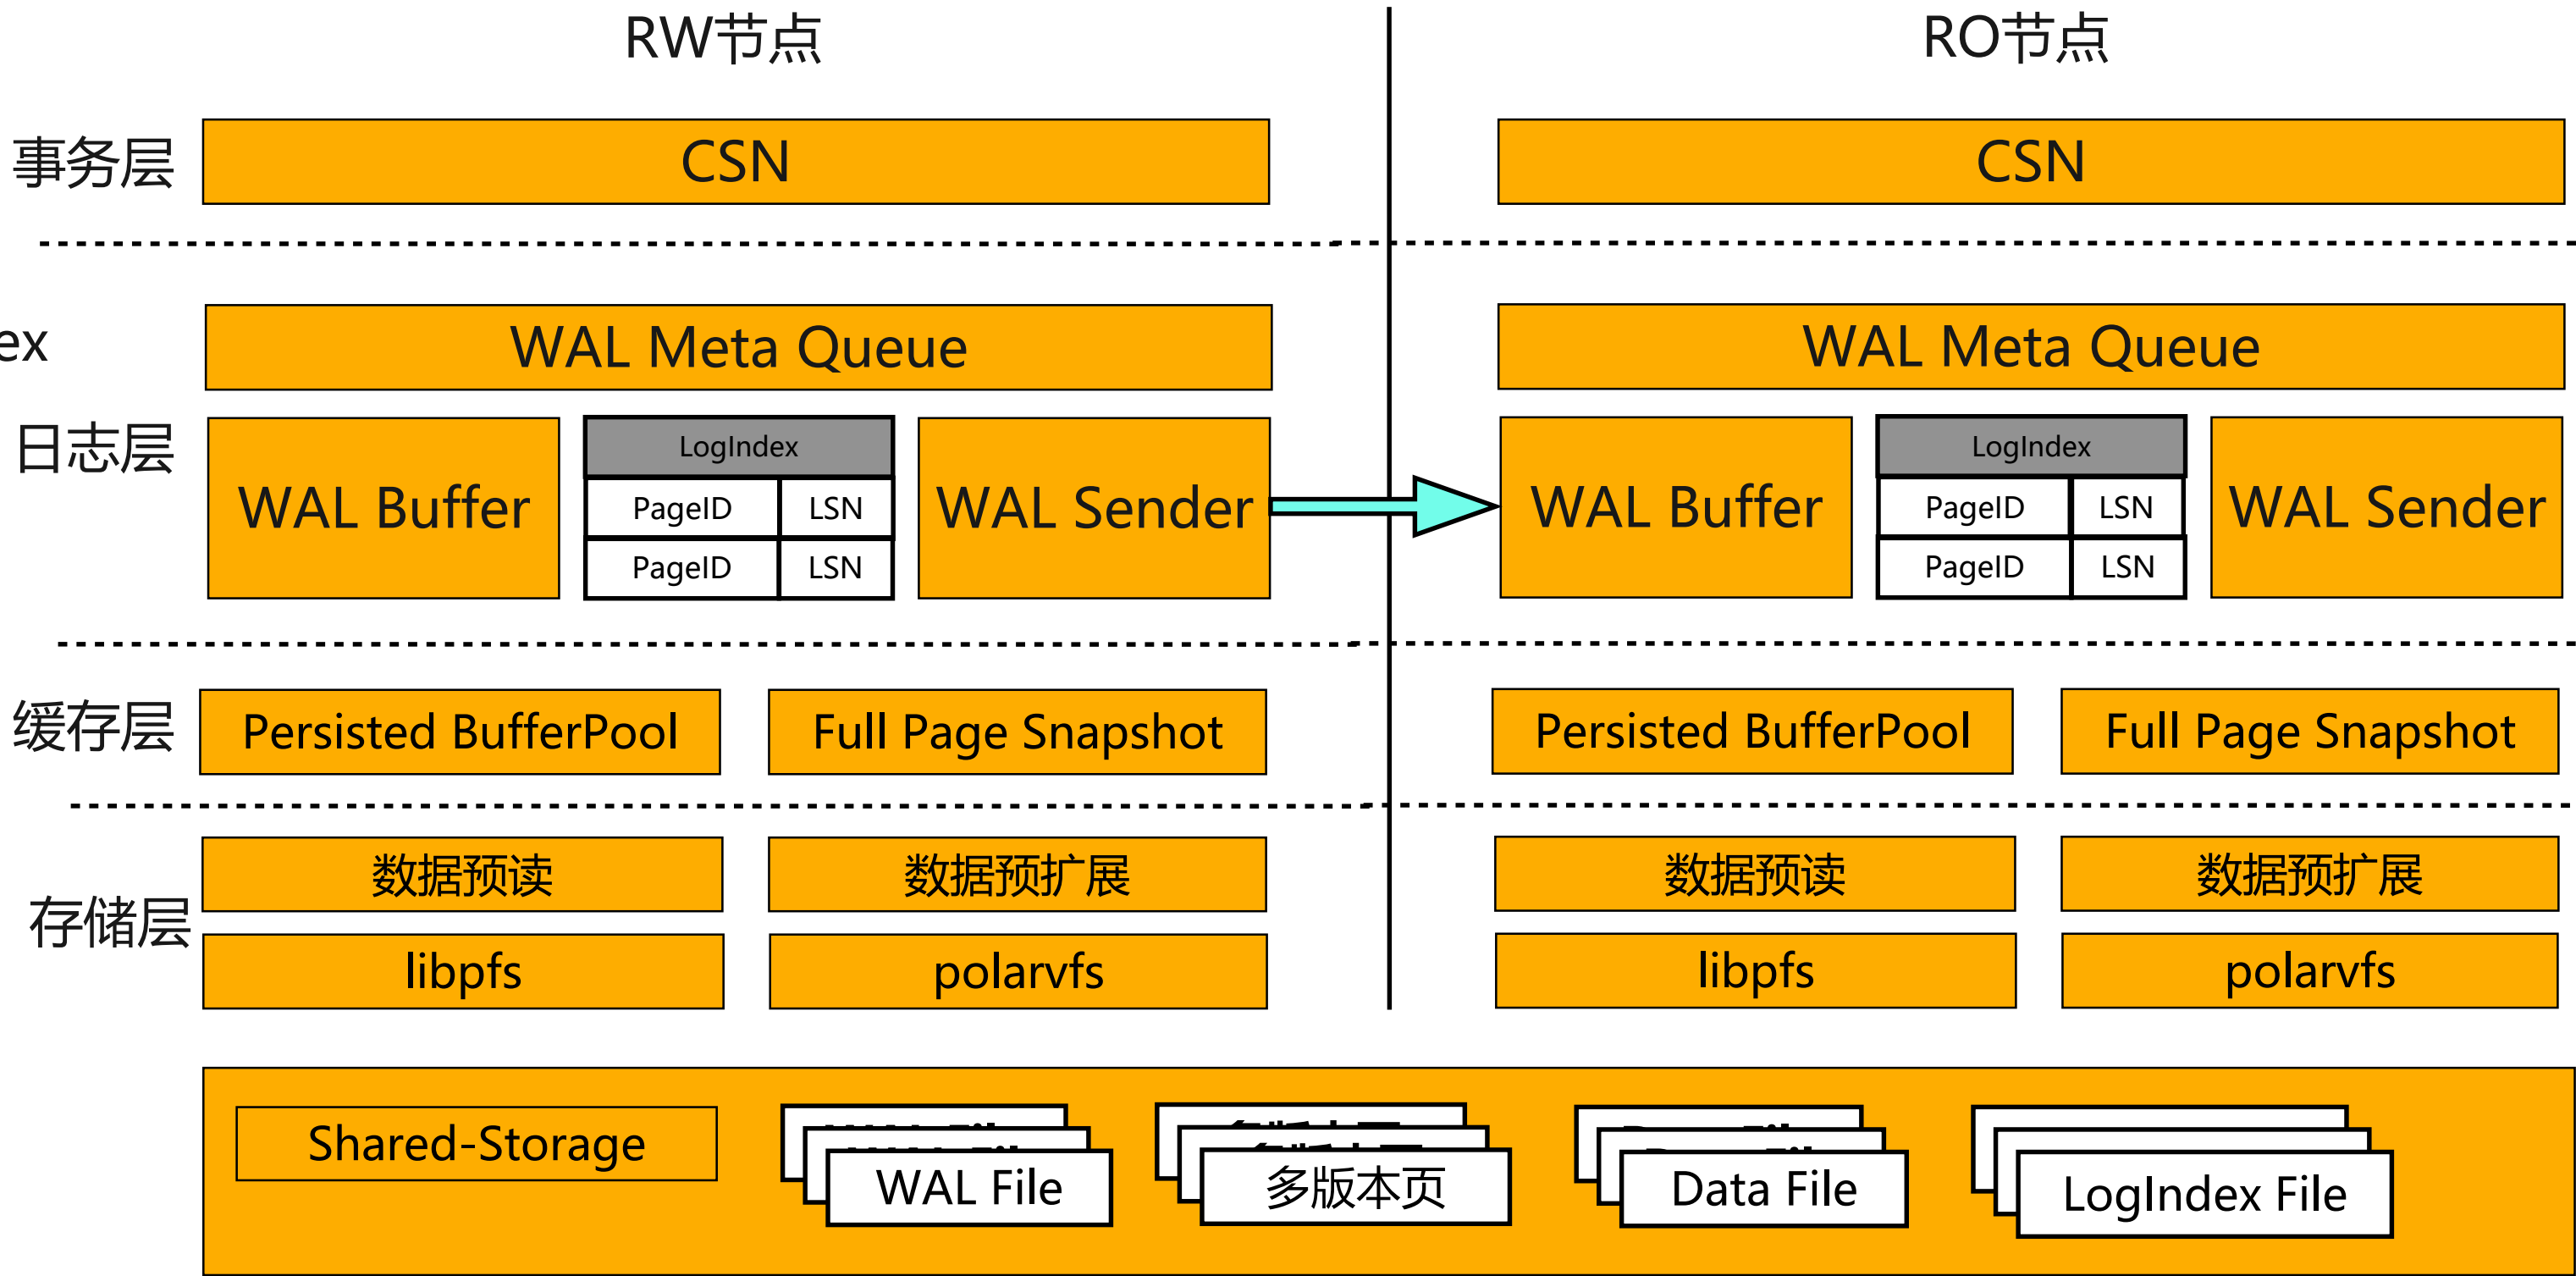 RW节点
RO节点
事务层
CSN
CSN
ex
WAL Meta Queue
WAL Meta Queue
日志层
WAL Buffer
LogIndex
PageID LSN
PageID LSN
WAL Sender
WAL Buffer
LogIndex
PageID LSN
PageID LSN
WAL Sender
缓存层
Persisted BufferPool
Full Page Snapshot
Persisted BufferPool
Full Page Snapshot
存储层
数据预读
数据预扩展
数据预读
数据预扩展
libpfs
polarvfs
libpfs
polarvfs
Shared-Storage
WAL File
多版本页
Data File
LogIndex File